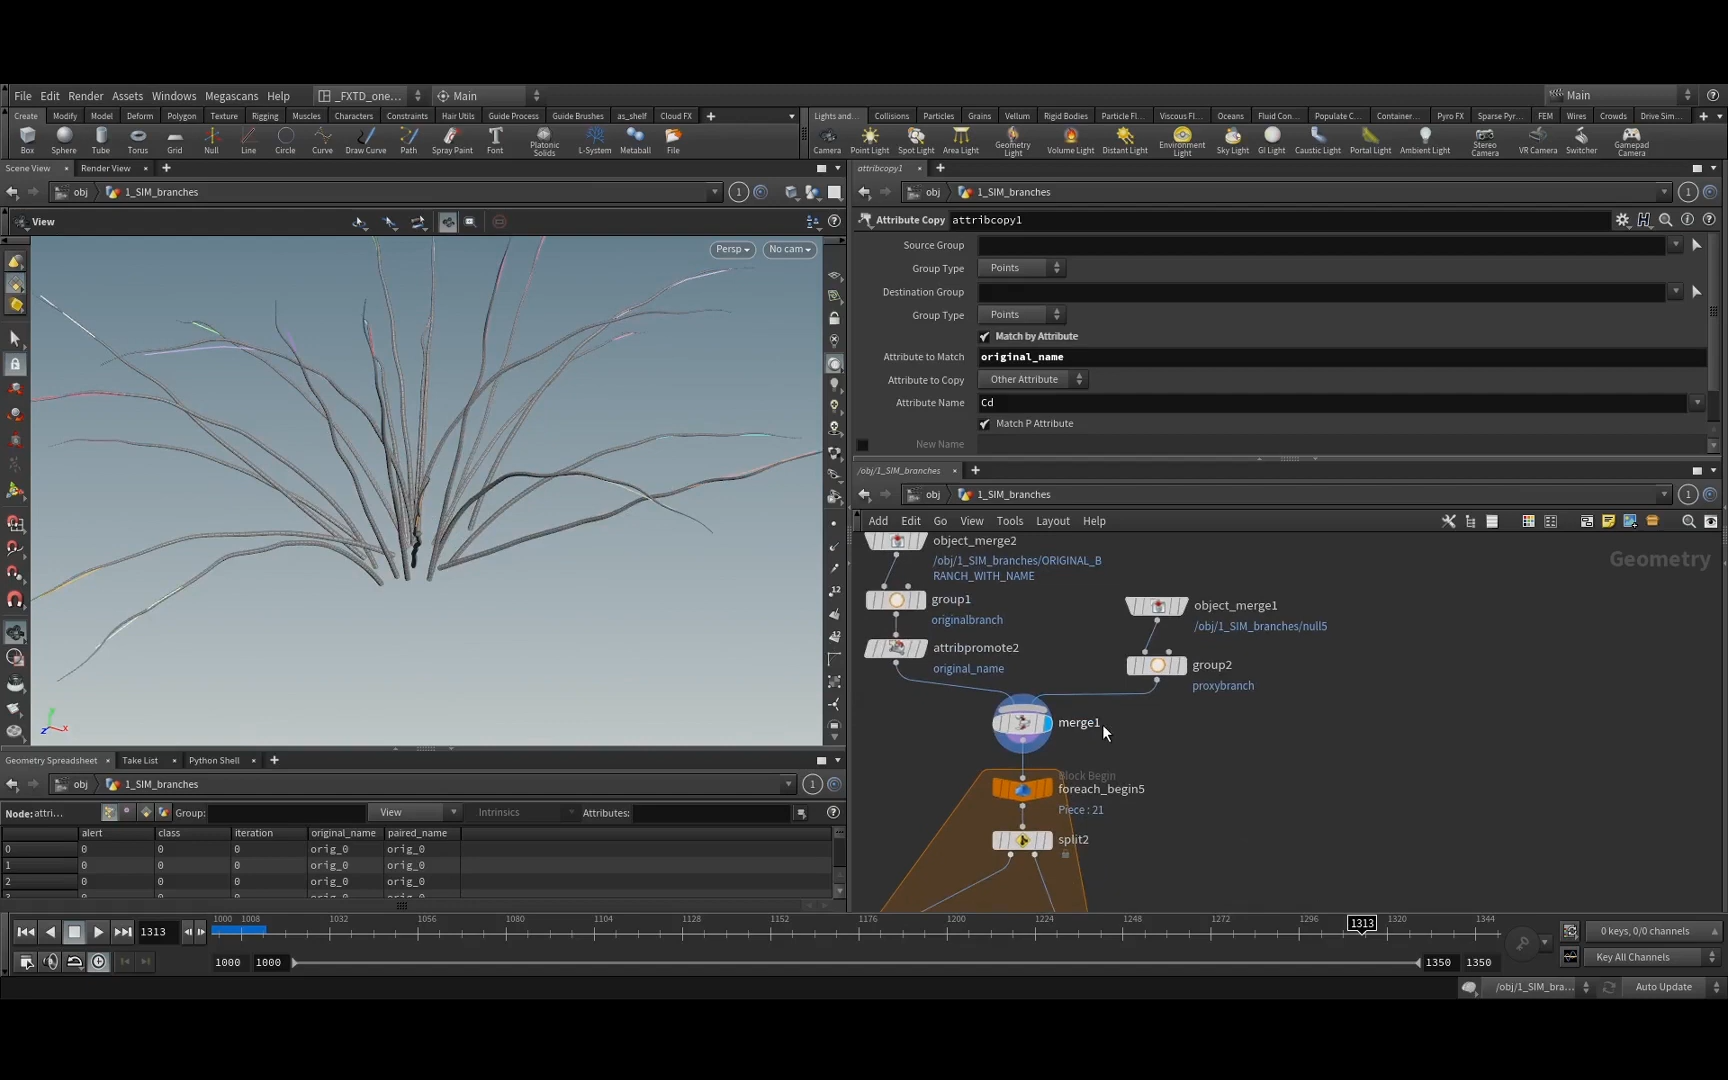 File Edit Render Assets Windows Megascans Help _FXTD_one... Main Main
Create Modify Model Deform Polygon Texture Rigging Muscles Characters Constraints Hair Utils Guide Process Guide Brushes as_shelf Cloud FX
Lights and... Collisions Particles Grains Vellum Rigid Bodies Particle Fl... Viscous Fl... Oceans Fluid Con... Populate C... Container... Pyro FX Sparse Pyr... FEM Wires Crowds Drive Sim...
Box Sphere Tube Torus Grid Null Line Circle Curve Draw Curve Path Spray Paint Font Platonic Solids L-System Metaball File
Camera Point Light Spot Light Area Light Geometry Light Volume Light Distant Light Environment Light Sky Light GI Light Caustic Light Portal Light Ambient Light Stereo Camera VR Camera Switcher Gamepad Camera
Scene View Render View
obj 1_SIM_branches 1
View
Persp No cam
attribcopy1
obj 1_SIM_branches 1
Attribute Copy attribcopy1
Source Group
Group Type Points
Destination Group
Group Type Points
Match by Attribute
Attribute to Match original_name
Attribute to Copy Other Attribute
Attribute Name Cd
Match P Attribute
New Name
/obj/1_SIM_branches
obj 1_SIM_branches 1
Add Edit Go View Tools Layout Help
Geometry
object_merge2
/obj/1_SIM_branches/ORIGINAL_B
RANCH_WITH_NAME
group1
originalbranch
attribpromote2
original_name
object_merge1
/obj/1_SIM_branches/null5
group2
proxybranch
merge1
Block Begin
foreach_begin5
Piece : 21
split2
Geometry Spreadsheet Take List Python Shell
obj 1_SIM_branches 1
Node: attri... Group: View Intrinsics Attributes:
alert class iteration original_name paired_name
0 0 0 0 orig_0 orig_0
1 0 0 0 orig_0 orig_0
2 0 0 0 orig_0 orig_0
1313 1000 1008 1032 1056 1080 1104 1128 1152 1176 1200 1224 1248 1272 1296 1313 1320 1344
0 keys, 0/0 channels
1000 1000 1350 1350 Key All Channels
/obj/1_SIM_bra... Auto Update